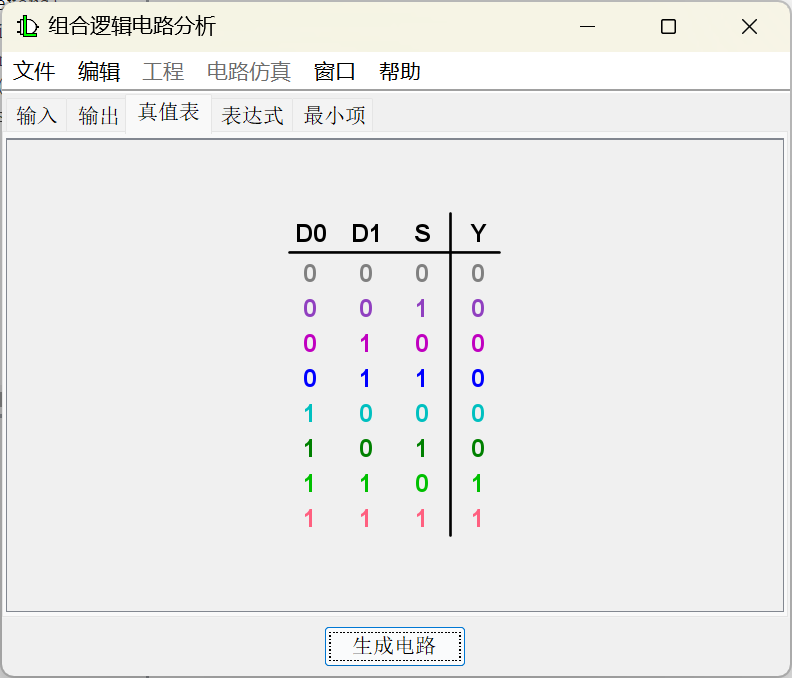 组合逻辑电路分析
文件 编辑 工程 电路仿真 窗口 帮助
输入 输出 真值表 表达式 最小项
D0 D1 S Y
0 0 0 0
0 0 1 0
0 1 0 0
0 1 1 0
1 0 0 0
1 0 1 0
1 1 0 1
1 1 1 1
生成电路